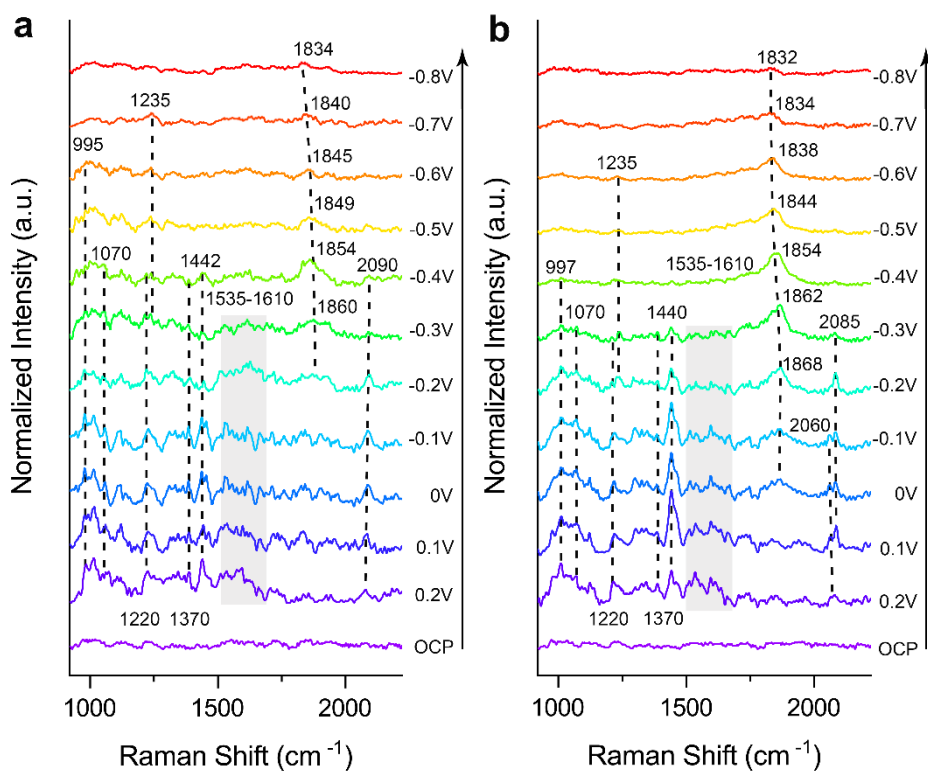 a
Normalized Intensity (a.u.)
1834
-0.8V
1235
1840
-0.7V
995
1845
-0.6V
1849
-0.5V
1070
1442
1854
2090
-0.4V
1535-1610
1860
-0.3V
-0.2V
-0.1V
0V
0.1V
0.2V
1220
1370
OCP
1000
1500
2000
Raman Shift (cm⁻¹)
b
Normalized Intensity (a.u.)
1832
-0.8V
1834
-0.7V
1235
1838
-0.6V
1844
-0.5V
997
1854
1535-1610
-0.4V
1070
1440
1862
2085
-0.3V
1868
-0.2V
2060
-0.1V
0V
0.1V
0.2V
1220
1370
OCP
1000
1500
2000
Raman Shift (cm⁻¹)